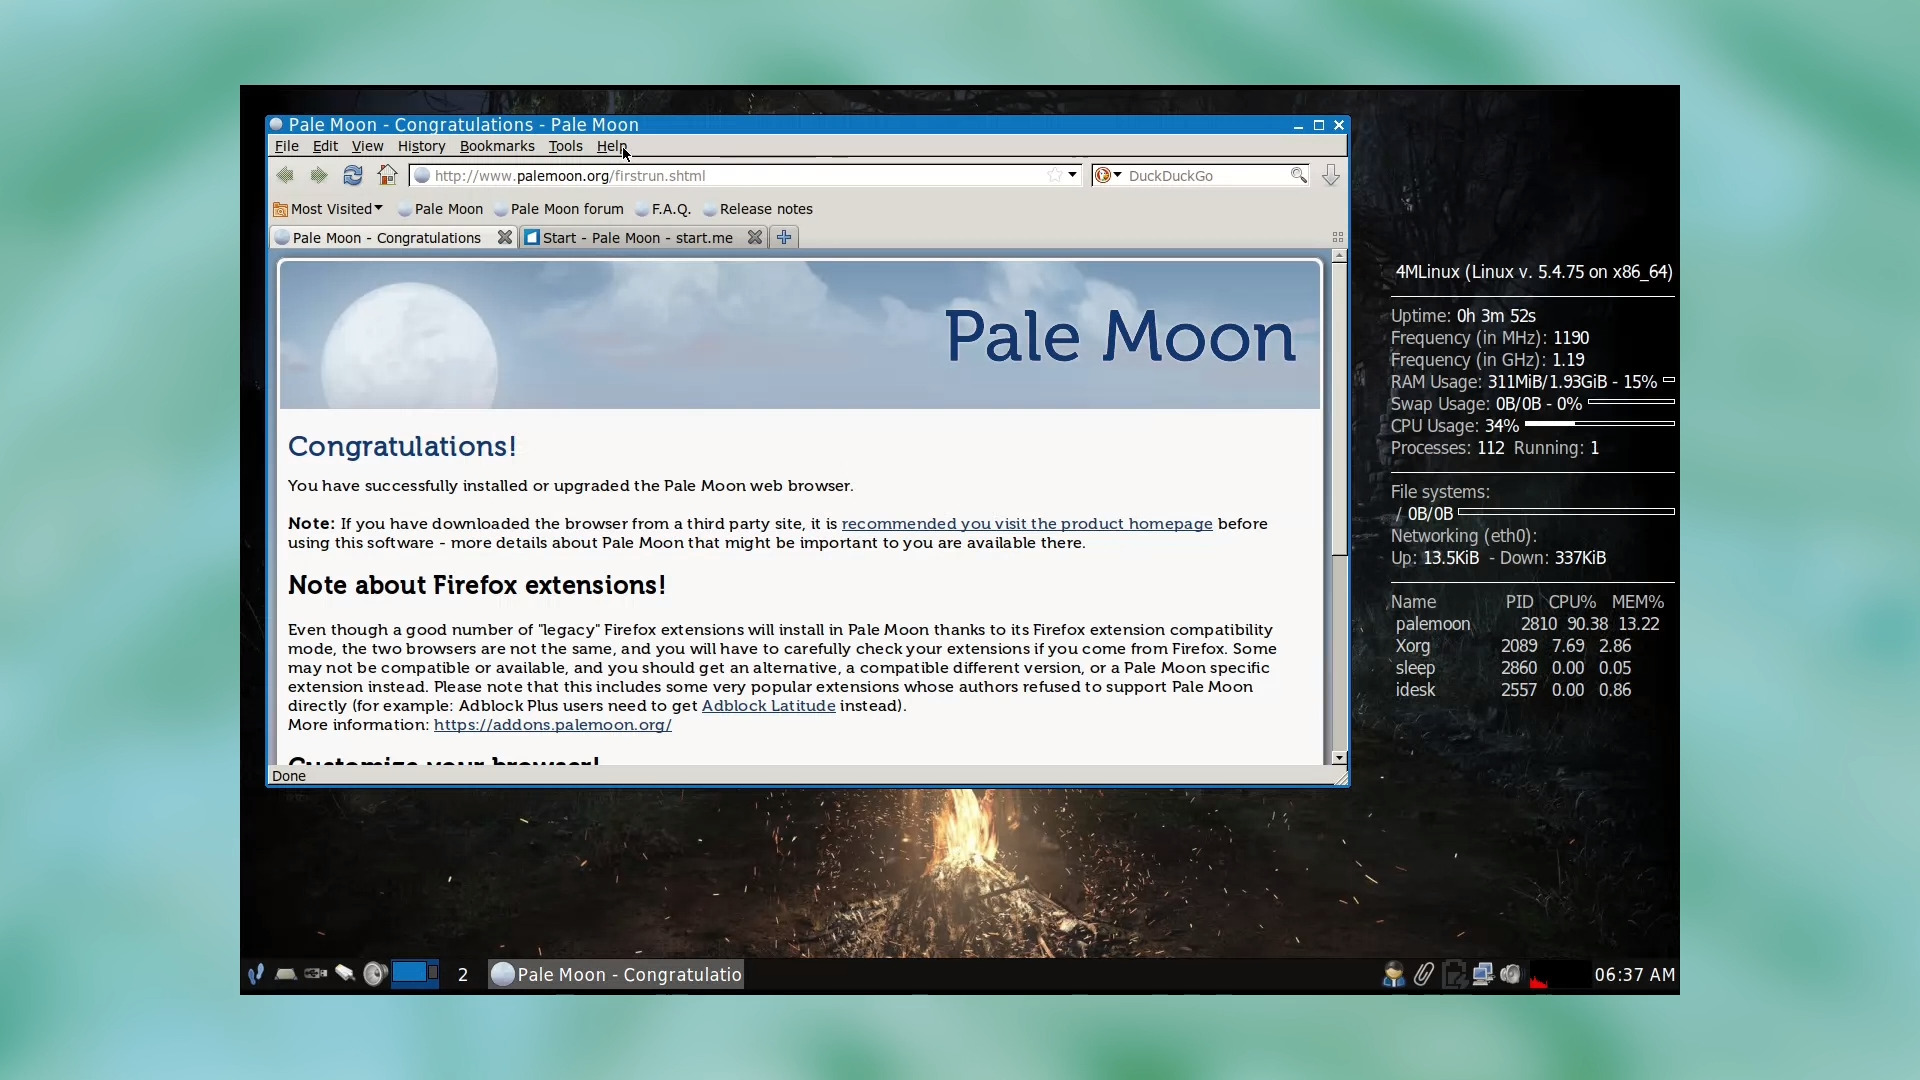 Pale Moon - Congratulations - Pale Moon
File Edit View History Bookmarks Tools Help
http://www.palemoon.org/firstrun.shtml
DuckDuckGo
Most Visited Pale Moon Pale Moon forum F.A.Q. Release notes
Pale Moon - Congratulations Start - Pale Moon - start.me
Pale Moon
Congratulations!
You have successfully installed or upgraded the Pale Moon web browser.
Note: If you have downloaded the browser from a third party site, it is recommended you visit the product homepage before
using this software - more details about Pale Moon that might be important to you are available there.
Note about Firefox extensions!
Even though a good number of "legacy" Firefox extensions will install in Pale Moon thanks to its Firefox extension compatibility
mode, the two browsers are not the same, and you will have to carefully check your extensions if you come from Firefox. Some
may not be compatible or available, and you should get an alternative, a compatible different version, or a Pale Moon specific
extension instead. Please note that this includes some very popular extensions whose authors refused to support Pale Moon
directly (for example: Adblock Plus users need to get Adblock Latitude instead).
More information: https://addons.palemoon.org/
Customize your browser!
Done
4MLinux (Linux v. 5.4.75 on x86_64)
Uptime: 0h 3m 52s
Frequency (in MHz): 1190
Frequency (in GHz): 1.19
RAM Usage: 311MiB/1.93GiB - 15%
Swap Usage: 0B/0B - 0%
CPU Usage: 34%
Processes: 112 Running: 1
File systems:
/ 0B/0B
Networking (eth0):
Up: 13.5KiB - Down: 337KiB
Name PID CPU% MEM%
palemoon 2810 90.38 13.22
Xorg 2089 7.69 2.86
sleep 2860 0.00 0.05
idesk 2557 0.00 0.86
2 Pale Moon - Congratulatio
06:37 AM